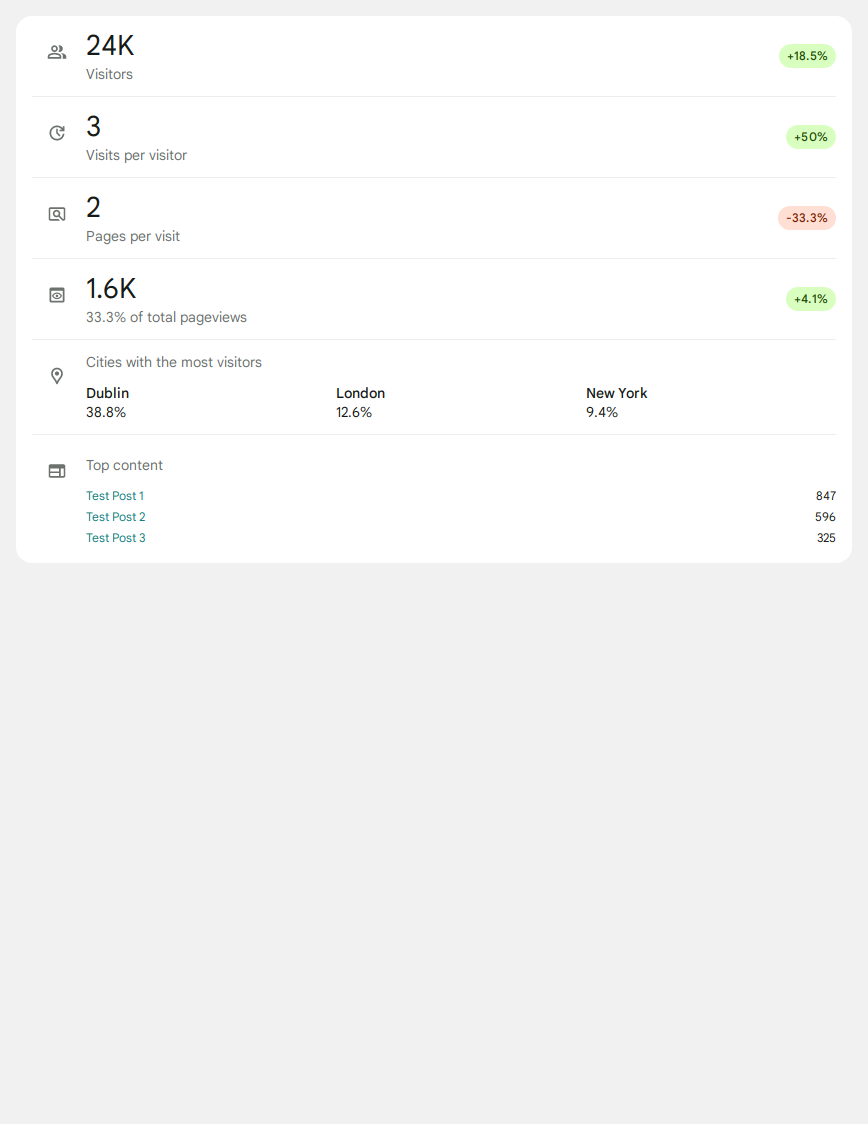 24K
Visitors
+18.5%
3
Visits per visitor
+50%
2
Pages per visit
-33.3%
1.6K
33.3% of total pageviews
+4.1%
Cities with the most visitors
Dublin London New York
38.8% 12.6% 9.4%
Top content
Test Post 1 847
Test Post 2 596
Test Post 3 325